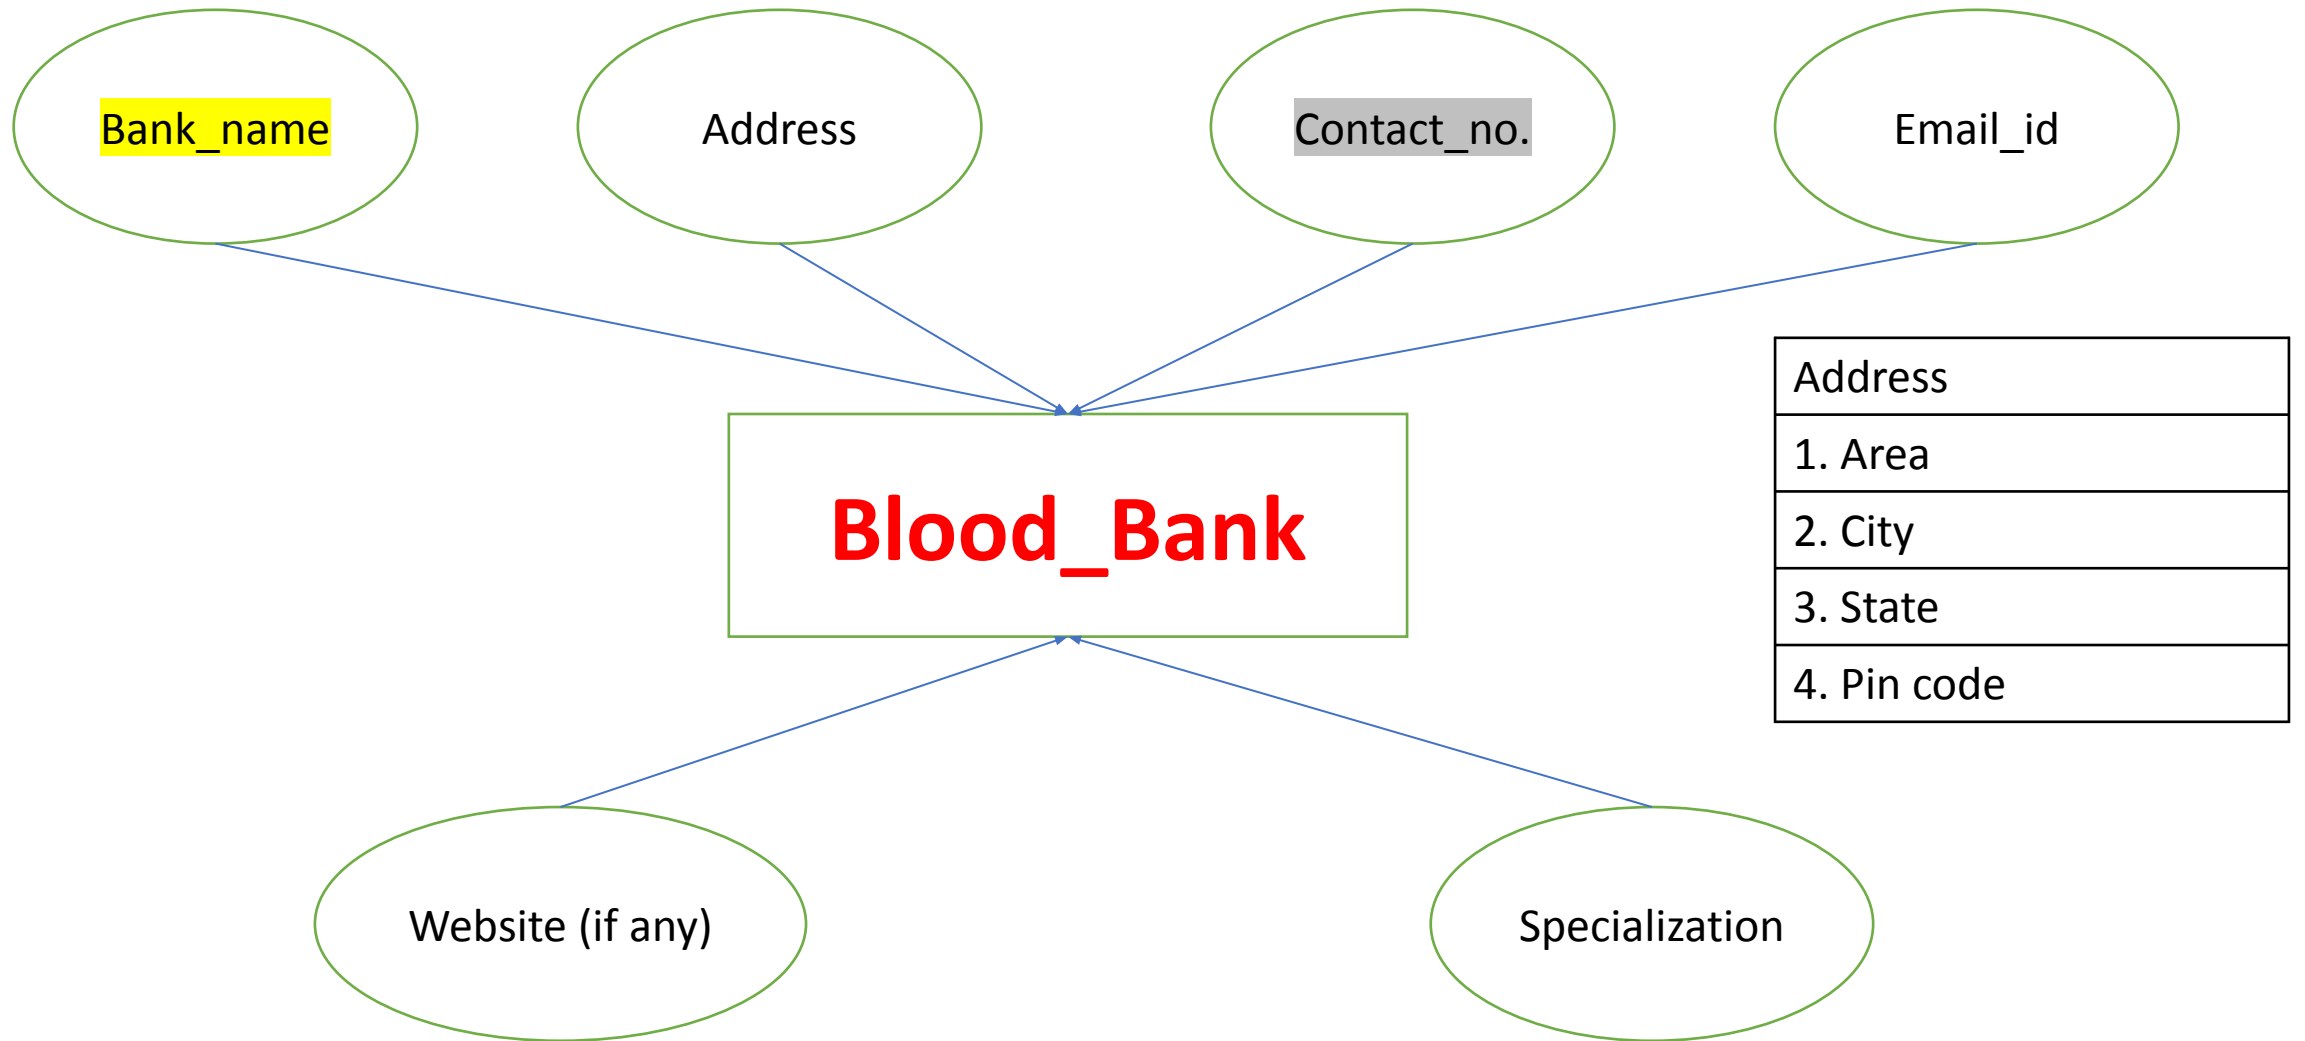 Bank_name
Address
Contact_no.
Email_id
Blood_Bank
Address
1. Area
2. City
3. State
4. Pin code
Website (if any)
Specialization